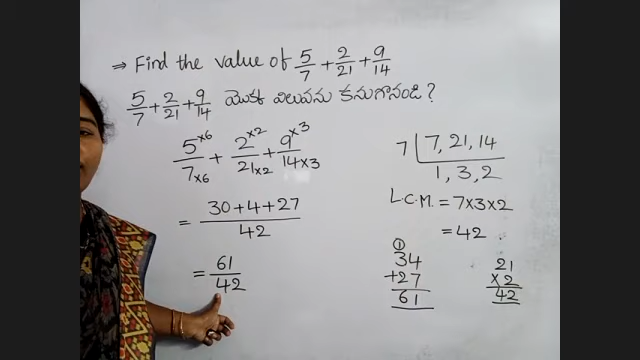 ⇒ Find the value of 5/7 + 2/21 + 9/14
5/7 + 2/21 + 9/14 యొక్క విలువను కనుగొనండి?
5×6/7×6 + 2×2/21×2 + 9×3/14×3
= 30+4+27/42
= 61/42
7 | 7, 21, 14
1, 3, 2
L.C.M. = 7×3×2
= 42
1
34
+27
61
21
×2
42